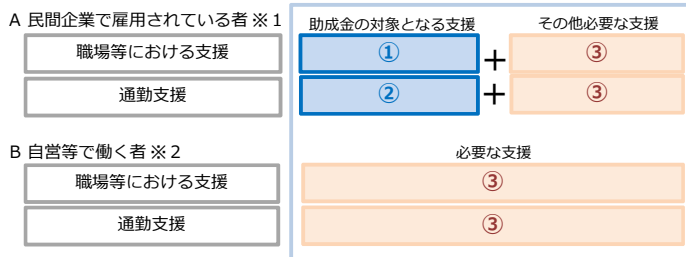 A 民間企業で雇用されている者※1
助成金の対象となる支援 その他必要な支援
職場等における支援 ① + ③
通勤支援 ② + ③
B 自営等で働く者※2
必要な支援
職場等における支援 ③
通勤支援 ③